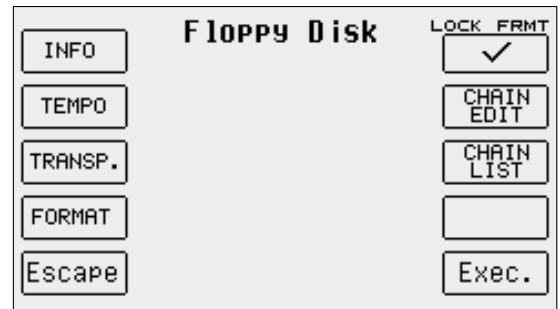 Floppy Disk
LOCK FRMT
INFO
TEMPO
CHAIN
EDIT
TRANSP.
CHAIN
LIST
FORMAT
Escape
Exec.